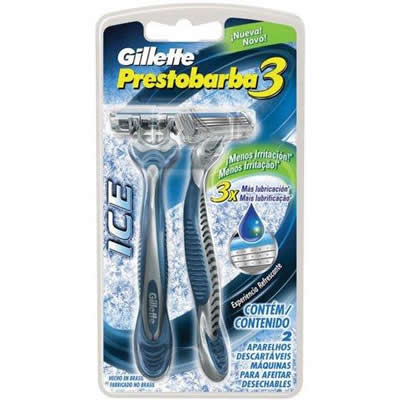 ¡Nueva!
Novo!
Gillette
Prestobarba3
¡Menos Irritación!*
Menos Irritação!*
3x Más lubricación*
Mais lubrificação*
ICE
Experiencia Refrescante
Gillette
CONTÉM/
CONTENIDO
2
APARELHOS
DESCARTÁVEIS
MÁQUINAS
PARA AFEITAR
DESECHABLES
HECHO EN BRASIL
FABRICADO NO BRASIL